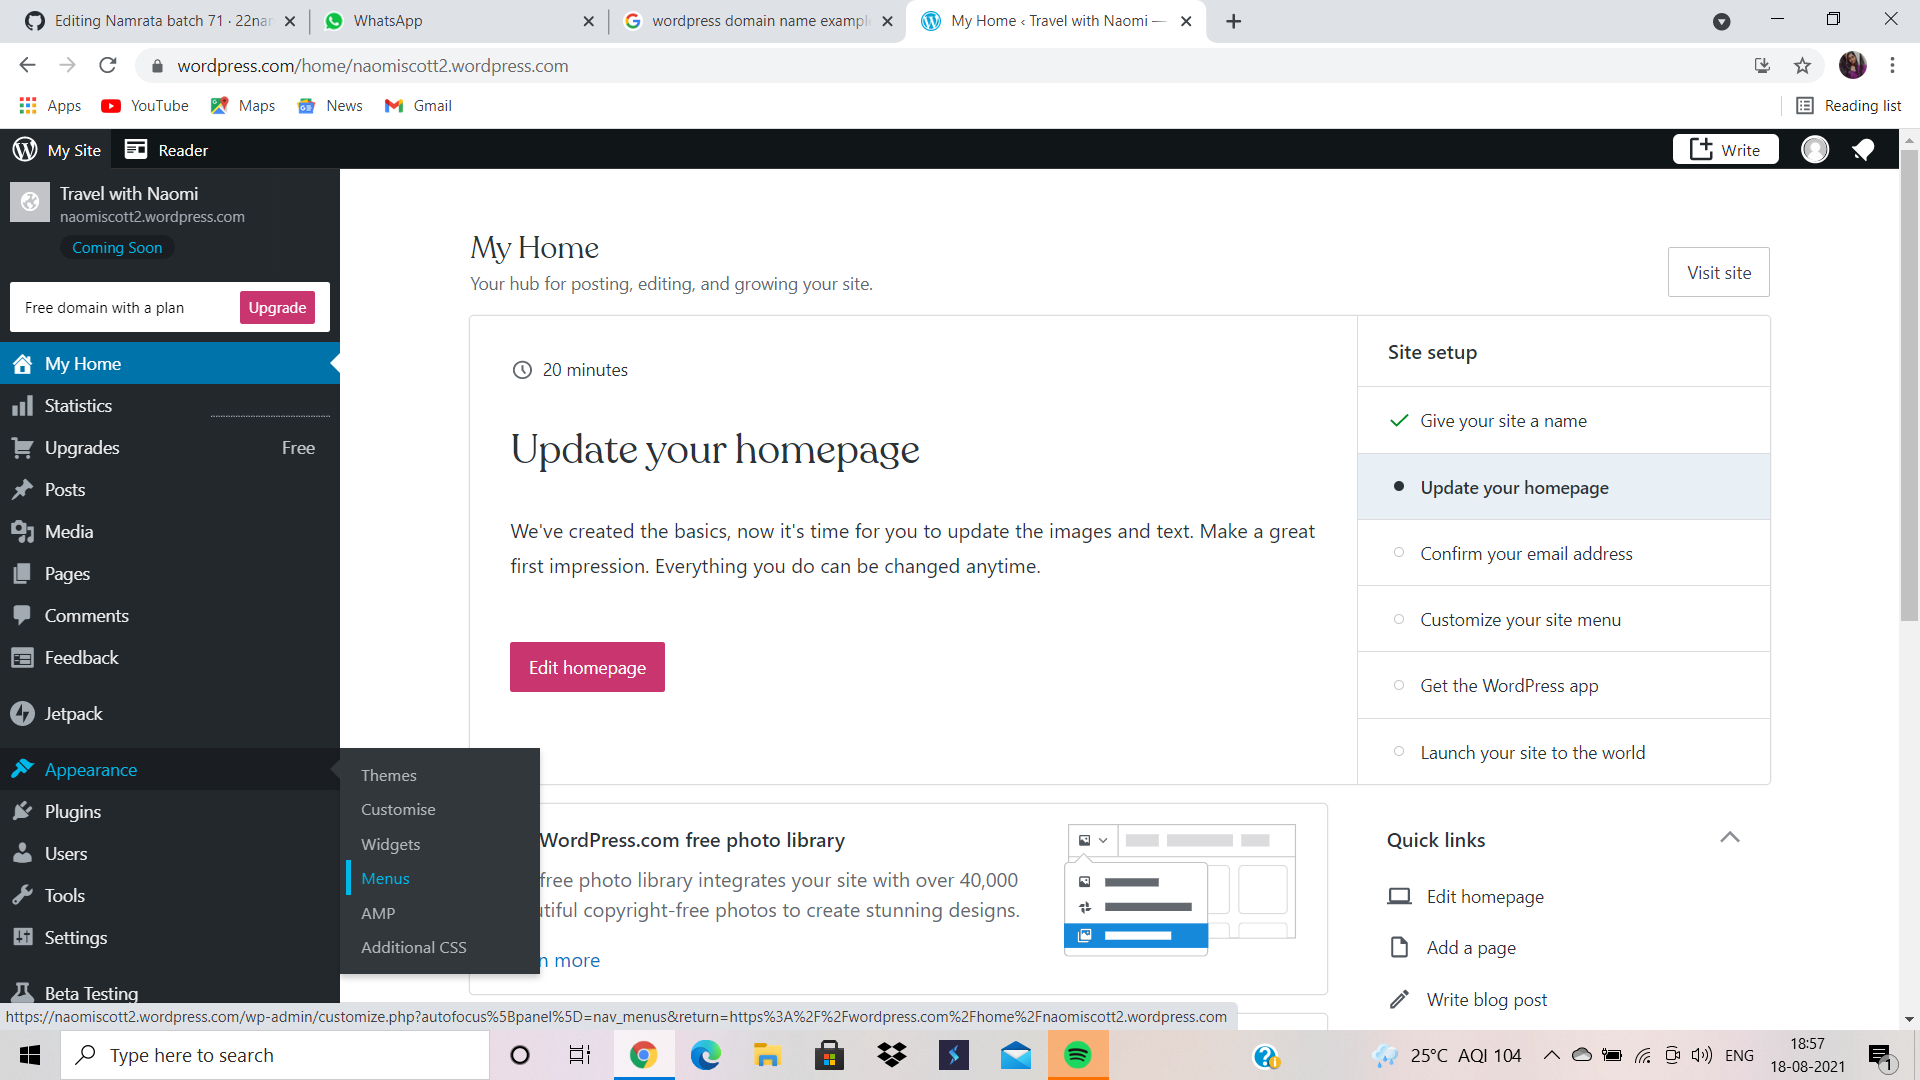 Editing Namrata batch 71 · 22nam
WhatsApp
wordpress domain name example
My Home ‹ Travel with Naomi —
wordpress.com/home/naomiscott2.wordpress.com
Apps
YouTube
Maps
News
Gmail
Reading list
My Site
Reader
Write
Travel with Naomi
naomiscott2.wordpress.com
Coming Soon
Free domain with a plan
Upgrade
My Home
Statistics
Upgrades
Free
Posts
Media
Pages
Comments
Feedback
Jetpack
Appearance
Plugins
Users
Tools
Settings
Beta Testing
Themes
Customise
Widgets
Menus
AMP
Additional CSS
My Home
Your hub for posting, editing, and growing your site.
Visit site
20 minutes
Update your homepage
We've created the basics, now it's time for you to update the images and text. Make a great
first impression. Everything you do can be changed anytime.
Edit homepage
Site setup
Give your site a name
Update your homepage
Confirm your email address
Customize your site menu
Get the WordPress app
Launch your site to the world
WordPress.com free photo library
free photo library integrates your site with over 40,000
tiful copyright-free photos to create stunning designs.
n more
Quick links
Edit homepage
Add a page
Write blog post
https://naomiscott2.wordpress.com/wp-admin/customize.php?autofocus%5Bpanel%5D=nav_menus&return=https%3A%2F%2Fwordpress.com%2Fhome%2Fnaomiscott2.wordpress.com
Type here to search
25°C AQI 104
ENG
18:57
18-08-2021
1